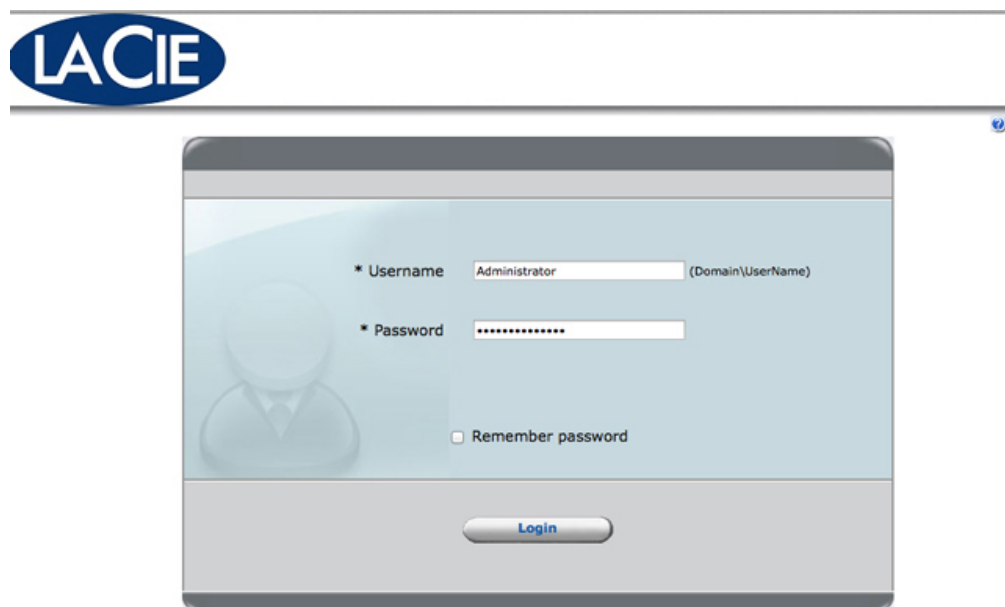 LACIE
* Username Administrator (Domain\UserName)
* Password ••••••••••••••
Remember password
Login